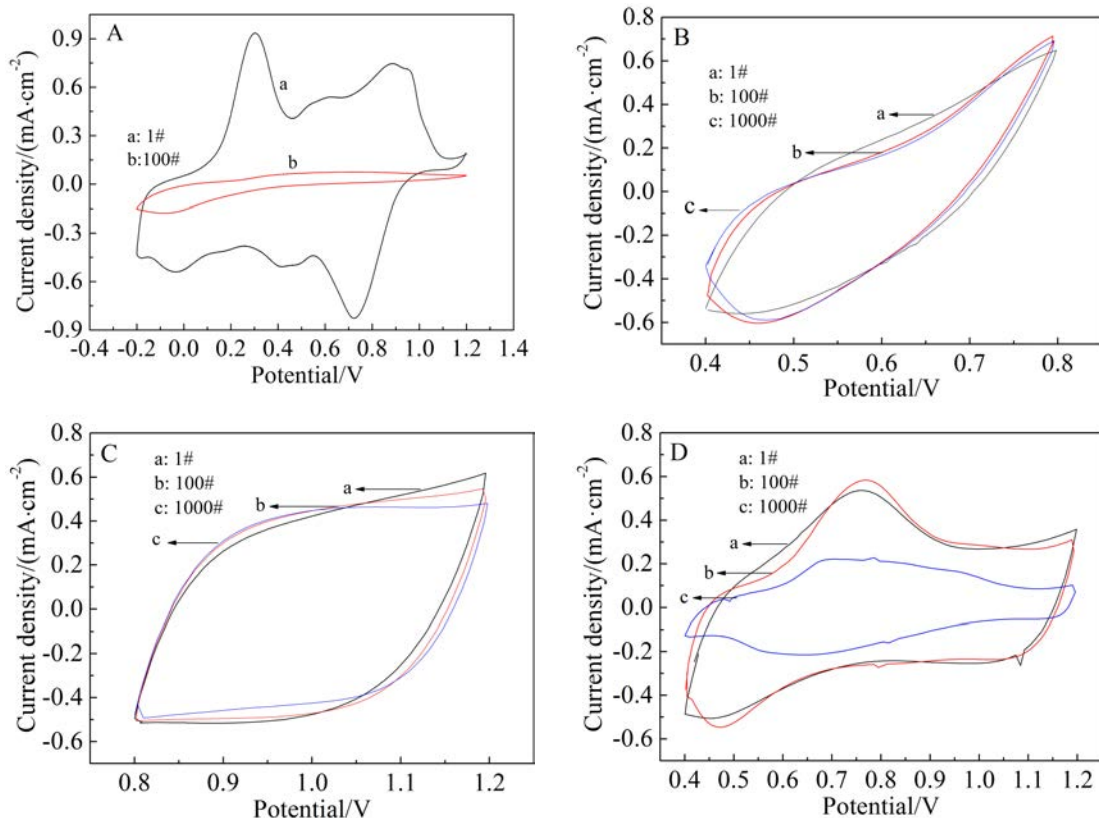 A
a
a: 1#
b:100#
b
Current density/(mA·cm-2)
0.9
0.6
0.3
0.0
-0.3
-0.6
-0.9
-0.4 -0.2 0.0 0.2 0.4 0.6 0.8 1.0 1.2 1.4
Potential/V
B
a: 1#
b: 100#
c: 1000#
a
b
c
Current density/(mA·cm-2)
0.8
0.6
0.4
0.2
0.0
-0.2
-0.4
-0.6
0.4 0.5 0.6 0.7 0.8
Potential/V
C
a: 1#
b: 100#
c: 1000#
a
b
c
Current density/(mA·cm-2)
0.8
0.6
0.4
0.2
0.0
-0.2
-0.4
-0.6
0.8 0.9 1.0 1.1 1.2
Potential/V
D
a: 1#
b: 100#
c: 1000#
a
b
c
Current density/(mA·cm-2)
0.8
0.6
0.4
0.2
0.0
-0.2
-0.4
-0.6
0.4 0.5 0.6 0.7 0.8 0.9 1.0 1.1 1.2
Potential/V